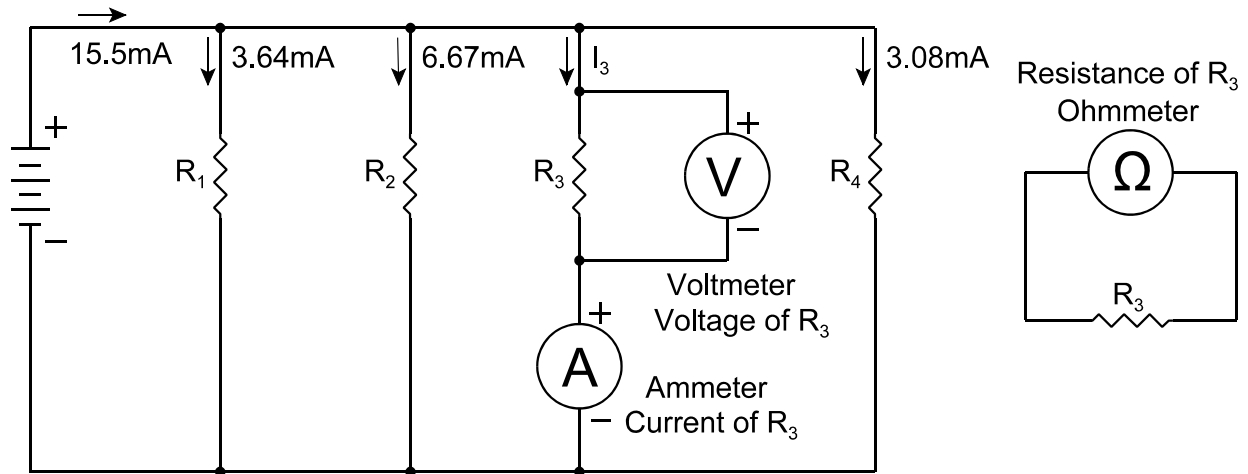 15.5mA
3.64mA
6.67mA
I₃
3.08mA
+
−
R₁
R₂
R₃
+
V
−
R₄
Voltmeter
Voltage of R₃
+
A
−
Ammeter
Current of R₃
Resistance of R₃
Ohmmeter
Ω
R₃